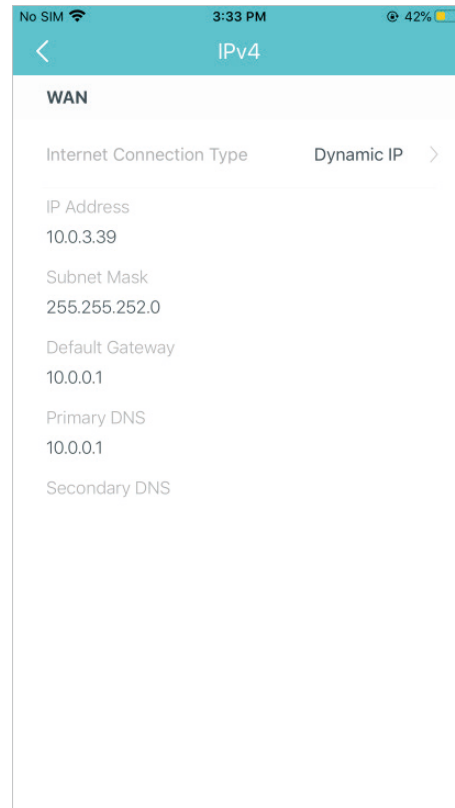 No SIM 3:33 PM 42%
IPv4
WAN
Internet Connection Type Dynamic IP
IP Address
10.0.3.39
Subnet Mask
255.255.252.0
Default Gateway
10.0.0.1
Primary DNS
10.0.0.1
Secondary DNS